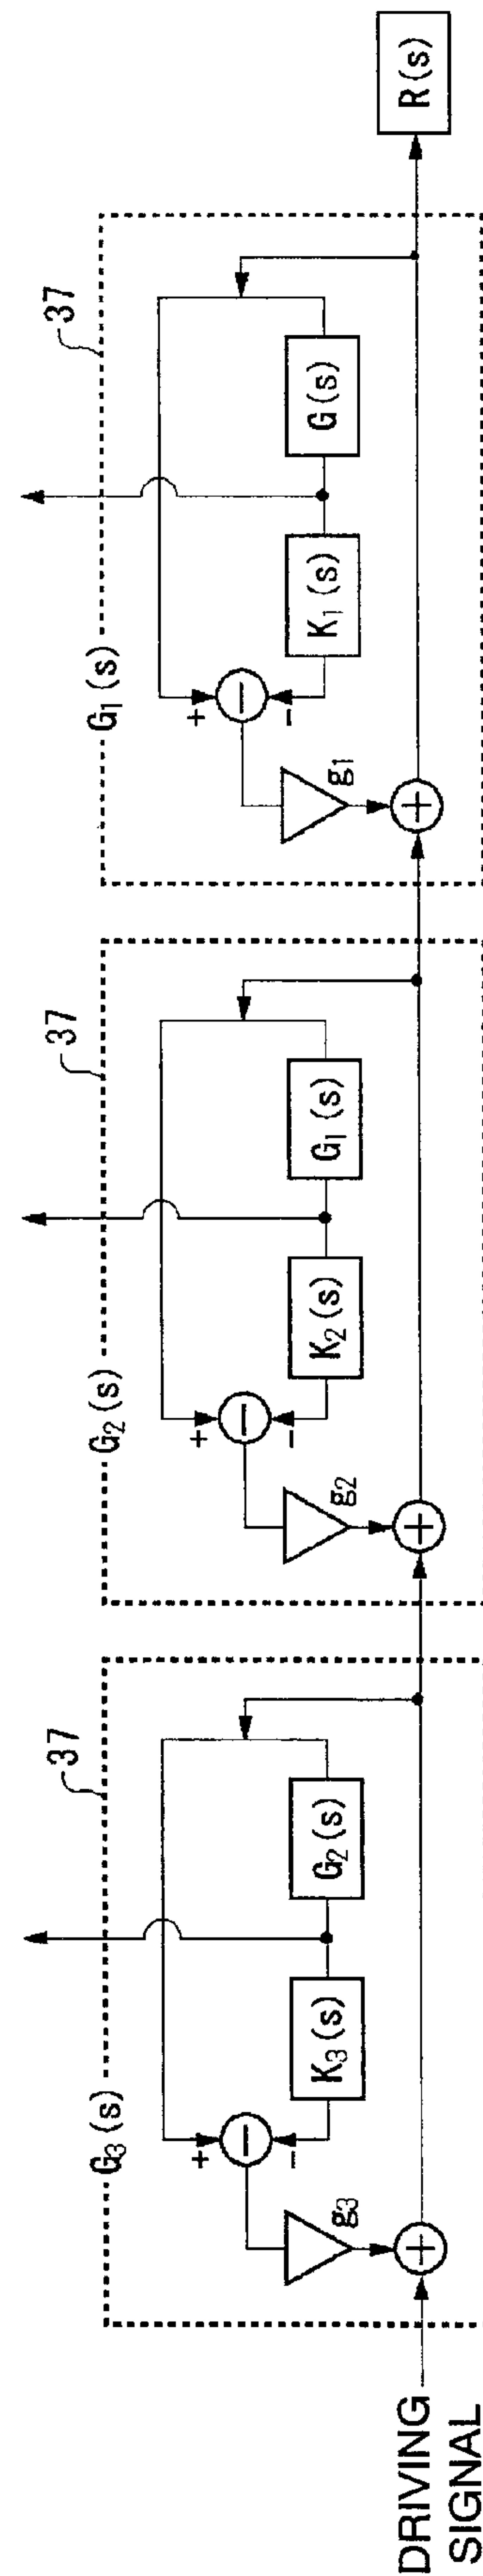 DRIVING
SIGNAL
G₃(s)
37
+
−
−
K₃(s)
G₂(s)
g₃
+
G₂(s)
37
+
−
−
K₂(s)
G₁(s)
g₂
+
G₁(s)
37
+
−
−
K₁(s)
G(s)
g₁
+
R(s)